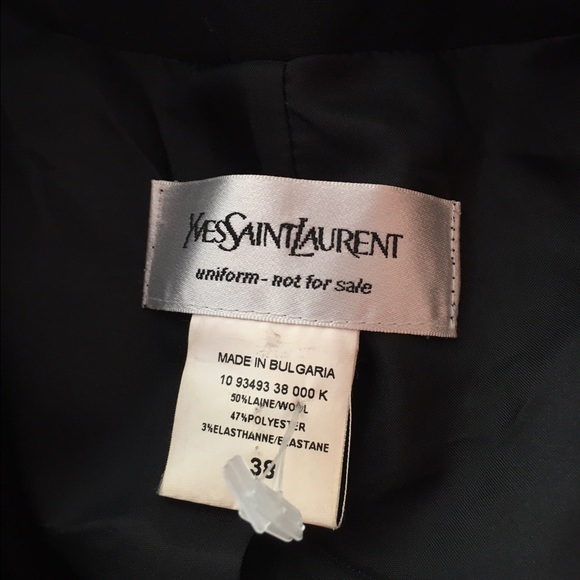 YVESSAINTLAURENT
uniform - not for sale
MADE IN BULGARIA
10 93493 38 000 K
50%LAINE/WOOL
47%POLYESTER
3%ELASTHANNE/ELASTANE
38